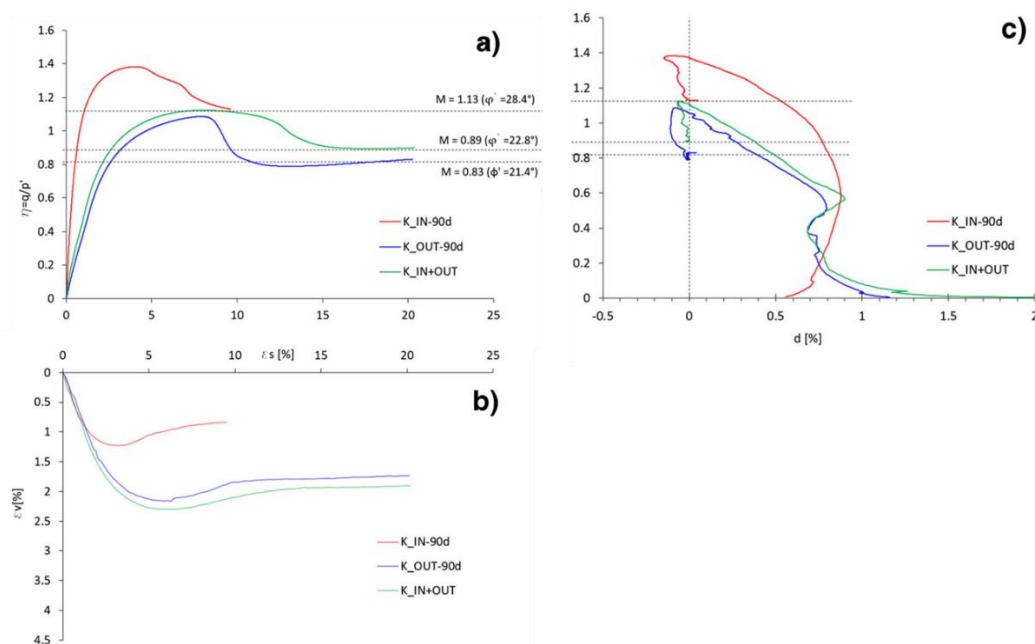 a)
η=q/p'
1.6
1.4
1.2
1
0.8
0.6
0.4
0.2
0
M = 1.13 (φ' =28.4°)
M = 0.89 (φ' =22.8°)
M = 0.83 (ϕ' =21.4°)
K_IN-90d
K_OUT-90d
K_IN+OUT
0 5 10 15 20 25
b)
0 5 10 15 20 25
εs [%]
εv[%]
0
0.5
1
1.5
2
2.5
3
3.5
4
4.5
K_IN-90d
K_OUT-90d
K_IN+OUT
c)
1.6
1.4
1.2
1
0.8
0.6
0.4
0.2
0
K_IN-90d
K_OUT-90d
K_IN+OUT
-0.5 0 0.5 1 1.5 2
d [%]